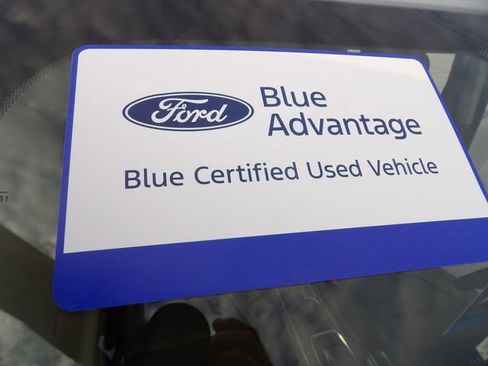 Ford
Blue
Advantage
Blue Certified Used Vehicle